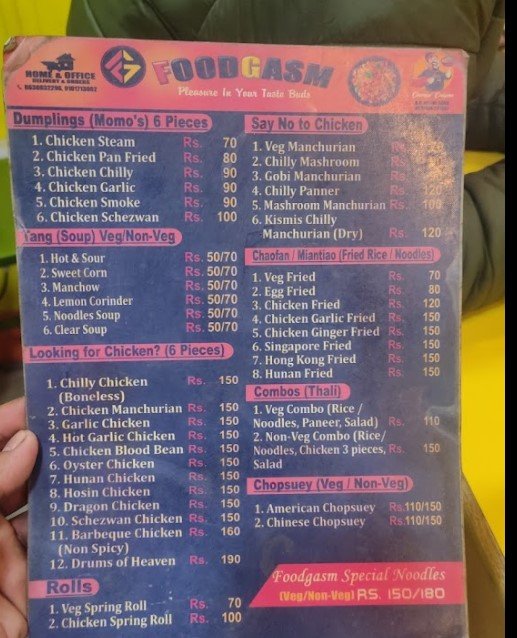 HOME & OFFICE
DELIVERY & ORDERS
FOODGASM
Pleasure In Your Taste Buds
Dumplings (Momo's) 6 Pieces
1. Chicken Steam Rs. 70
2. Chicken Pan Fried Rs. 80
3. Chicken Chilly Rs. 90
4. Chicken Garlic Rs. 90
5. Chicken Smoke Rs. 90
6. Chicken Schezwan Rs. 100
Yang (Soup) Veg/Non-Veg
1. Hot & Sour Rs. 50/70
2. Sweet Corn Rs. 50/70
3. Manchow Rs. 50/70
4. Lemon Corinder Rs. 50/70
5. Noodles Soup Rs. 50/70
6. Clear Soup Rs. 50/70
Looking for Chicken? (6 Pieces)
1. Chilly Chicken Rs. 150
(Boneless)
2. Chicken Manchurian Rs. 150
3. Garlic Chicken Rs. 150
4. Hot Garlic Chicken Rs. 150
5. Chicken Blood Bean Rs. 150
6. Oyster Chicken Rs. 150
7. Hunan Chicken Rs. 150
8. Hosin Chicken Rs. 150
9. Dragon Chicken Rs. 150
10. Schezwan Chicken Rs. 150
11. Barbeque Chicken Rs. 160
(Non Spicy)
12. Drums of Heaven Rs. 190
Rolls
1. Veg Spring Roll Rs. 70
2. Chicken Spring Roll Rs. 100
Say No to Chicken
1. Veg Manchurian Rs.
2. Chilly Mashroom Rs.
3. Gobi Manchurian Rs.
4. Chilly Panner Rs. 120
5. Mashroom Manchurian Rs. 100
6. Kismis Chilly
Manchurian (Dry) Rs. 120
Chaofan / Miantiao (Fried Rice / Noodles)
1. Veg Fried Rs. 70
2. Egg Fried Rs. 80
3. Chicken Fried Rs. 120
4. Chicken Garlic Fried Rs. 150
5. Chicken Ginger Fried Rs. 150
6. Singapore Fried Rs. 150
7. Hong Kong Fried Rs. 150
8. Hunan Fried Rs. 150
Combos (Thali)
1. Veg Combo (Rice /
Noodles, Paneer, Salad) Rs. 110
2. Non-Veg Combo (Rice/
Noodles, Chicken 3 pieces, Rs. 150
Salad
Chopsuey (Veg / Non-Veg)
1. American Chopsuey Rs.110/150
2. Chinese Chopsuey Rs.110/150
Foodgasm Special Noodles
(Veg/Non-Veg) RS. 150/180